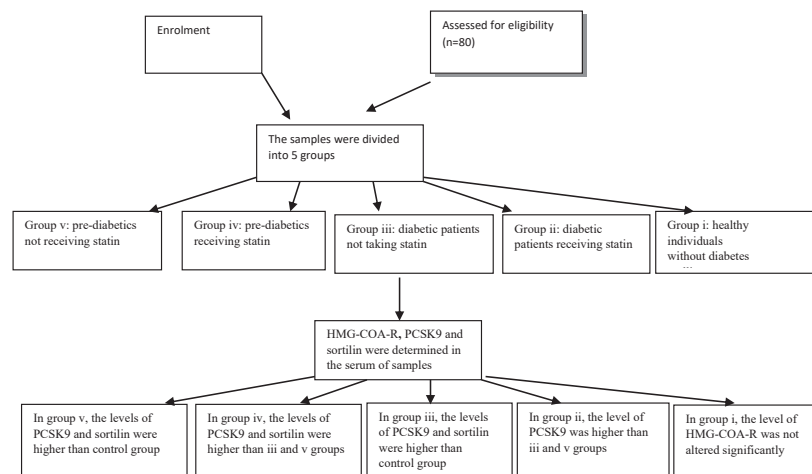 Enrolment
Assessed for eligibility
(n=80)
The samples were divided
into 5 groups
Group v: pre-diabetics
not receiving statin
Group iv: pre-diabetics
receiving statin
Group iii: diabetic patients
not taking statin
Group ii: diabetic
patients receiving statin
Group i: healthy
individuals
without diabetes
HMG-COA-R, PCSK9 and
sortilin were determined in
the serum of samples
In group v, the levels of
PCSK9 and sortilin were
higher than control group
In group iv, the levels of
PCSK9 and sortilin were
higher than iii and v groups
In group iii, the levels
of PCSK9 and sortilin
were higher than
control group
In group ii, the level of
PCSK9 was higher than
iii and v groups
In group i, the level of
HMG-COA-R was not
altered significantly